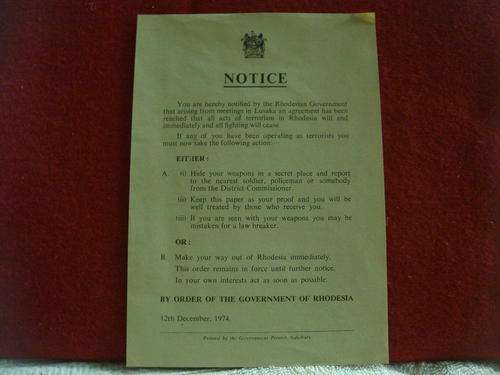 NOTICE
You are hereby notified by the Rhodesian Government
that arising from meetings in Lusaka an agreement has been
reached that all acts of terrorism in Rhodesia will end
immediately and all fighting will cease.
If any of you have been operating as terrorists you
must now take the following action:
EITHER:
A. (i) Hide your weapons in a secret place and report
to the nearest soldier, policeman or somebody
from the District Commissioner.
(ii) Keep this paper as your proof and you will be
well treated by those who receive you.
(iii) If you are seen with your weapons you may be
mistaken for a law breaker.
OR:
B. Make your way out of Rhodesia immediately.
This order remains in force until further notice.
In your own interests act as soon as possible.
BY ORDER OF THE GOVERNMENT OF RHODESIA
12th December, 1974.
Printed by the Government Printer, Salisbury